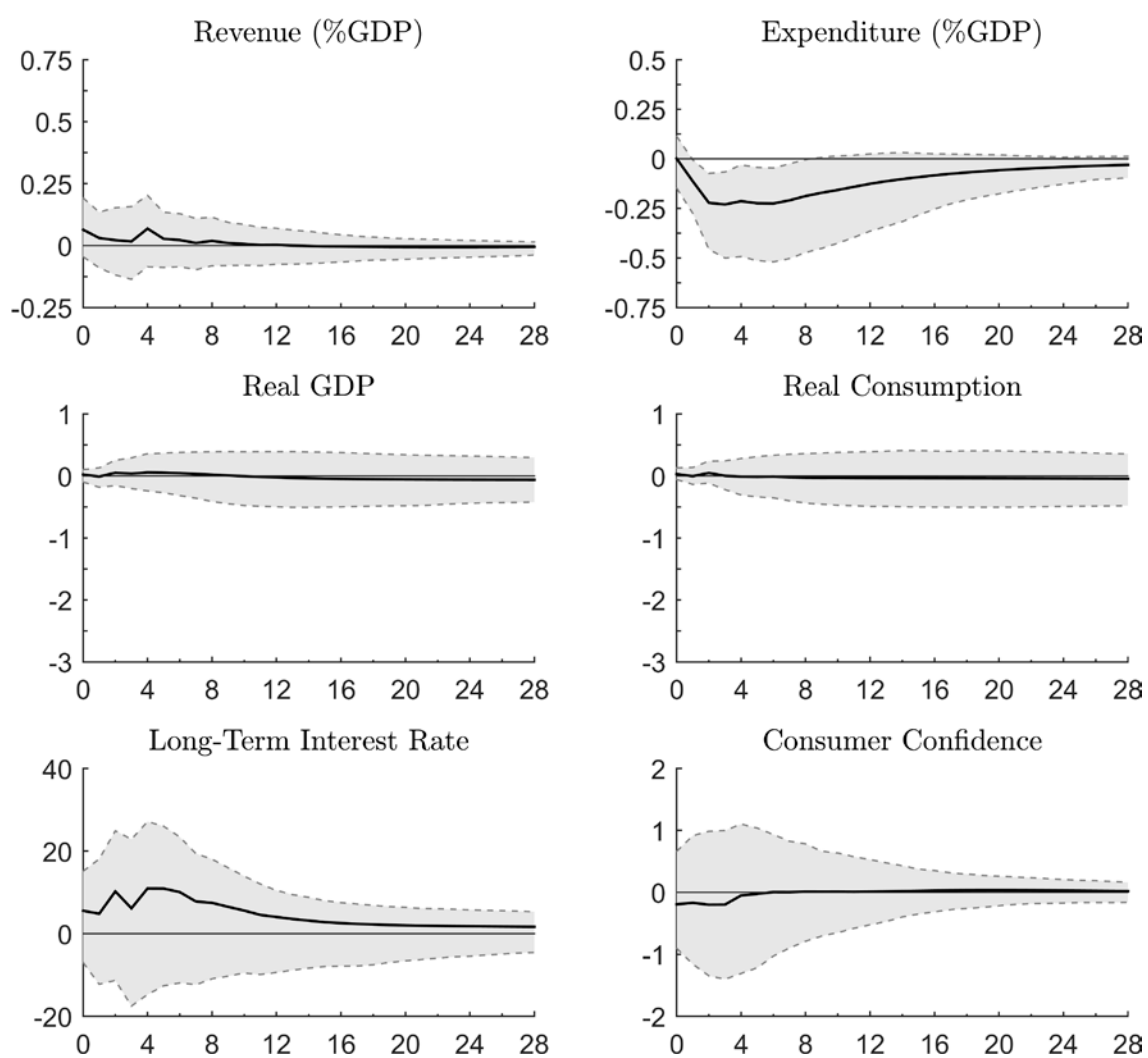 Revenue (%GDP)
0.75
0.5
0.25
0
-0.25
0 4 8 12 16 20 24 28
Expenditure (%GDP)
0.5
0.25
0
-0.25
-0.5
-0.75
0 4 8 12 16 20 24 28
Real GDP
1
0
-1
-2
-3
0 4 8 12 16 20 24 28
Real Consumption
1
0
-1
-2
-3
0 4 8 12 16 20 24 28
Long-Term Interest Rate
40
20
0
-20
0 4 8 12 16 20 24 28
Consumer Confidence
2
1
0
-1
-2
0 4 8 12 16 20 24 28